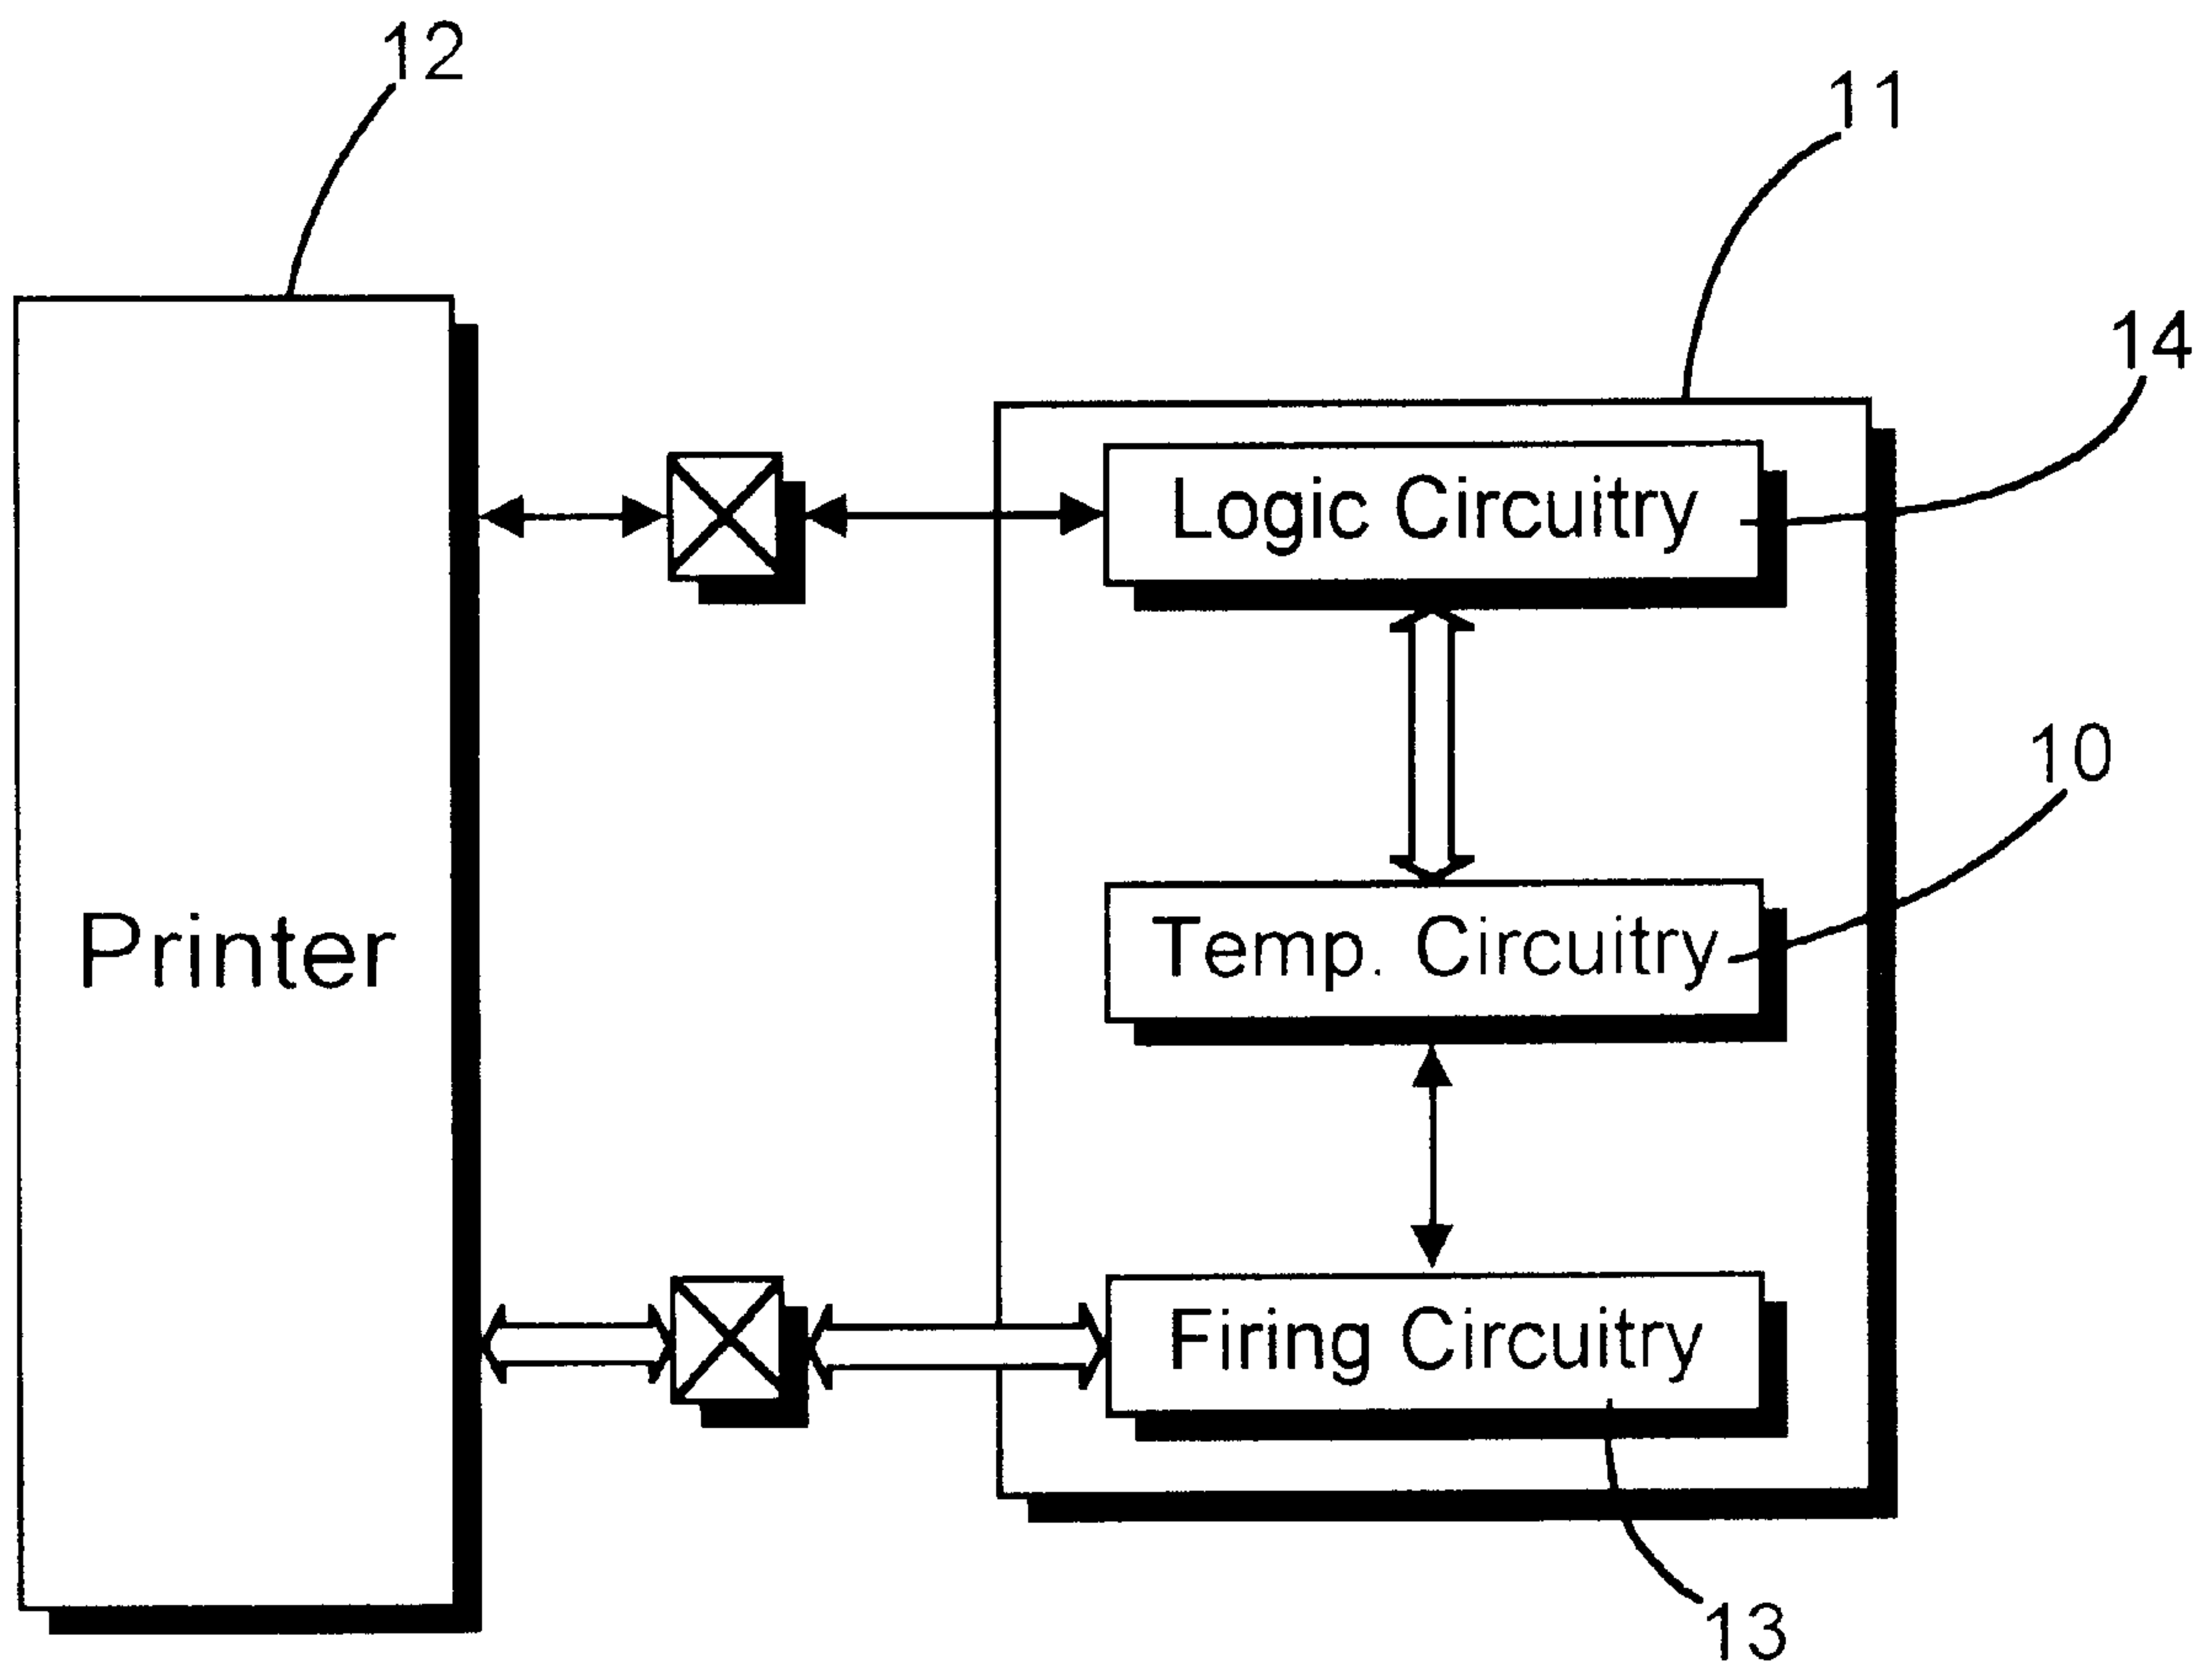 12
11
14
Logic Circuitry
10
Printer
Temp. Circuitry
Firing Circuitry
13